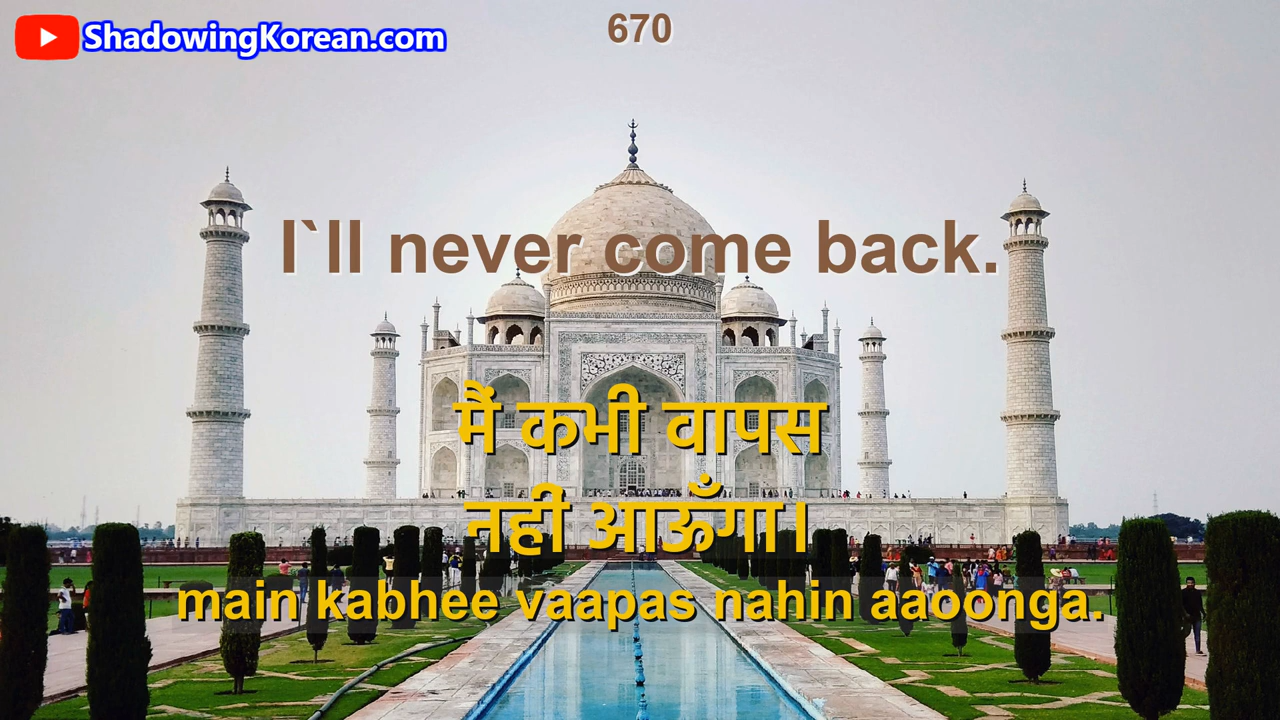 ShadowingKorean.com
670
I`ll never come back.
मैं कभी वापस
नहीं आऊँगा।
main kabhee vaapas nahin aaoonga.